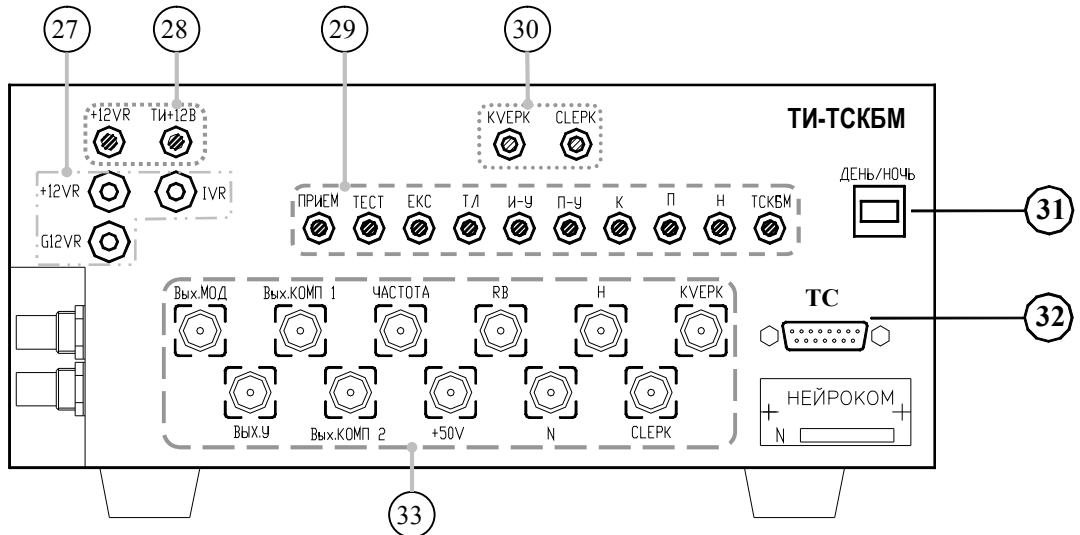 27 28 29 30
+12VR ТИ+12В KVEPK CLEPK ТИ-ТСКБМ
+12VR IVR ДЕНЬ/НОЧЬ
ПРИЕМ ТЕСТ ЕКС ТЛ И-У П-У К П Н ТСКБМ
31
G12VR
Вых.МОД Вых.КОМП 1 ЧАСТОТА RB Н KVEPK
ТС
32
НЕЙРОКОМ
N
ВЫХ.У Вых.КОМП 2 +50V N CLEPK
33